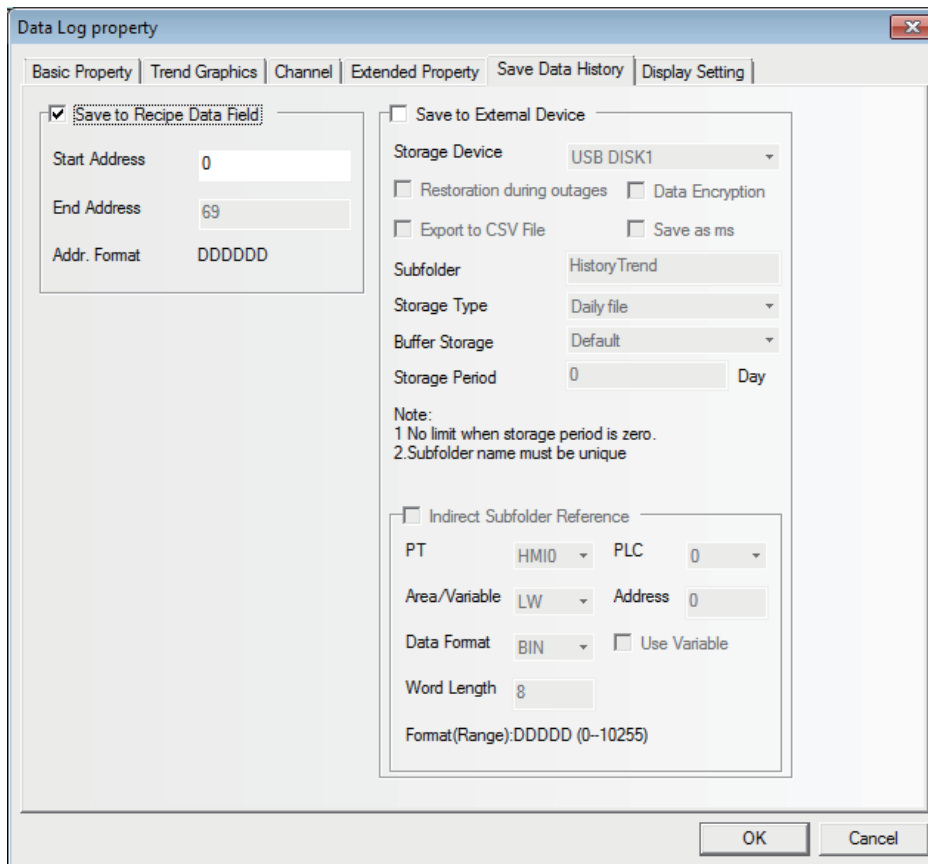 Data Log property
Basic Property Trend Graphics Channel Extended Property Save Data History Display Setting
Save to Recipe Data Field
Start Address 0
End Address 69
Addr. Format DDDDDD
Save to External Device
Storage Device USB DISK1
Restoration during outages Data Encryption
Export to CSV File Save as ms
Subfolder HistoryTrend
Storage Type Daily file
Buffer Storage Default
Storage Period 0 Day
Note:
1 No limit when storage period is zero.
2.Subfolder name must be unique
Indirect Subfolder Reference
PT HMI0 PLC 0
Area/Variable LW Address 0
Data Format BIN Use Variable
Word Length 8
Format(Range):DDDDD (0--10255)
OK Cancel